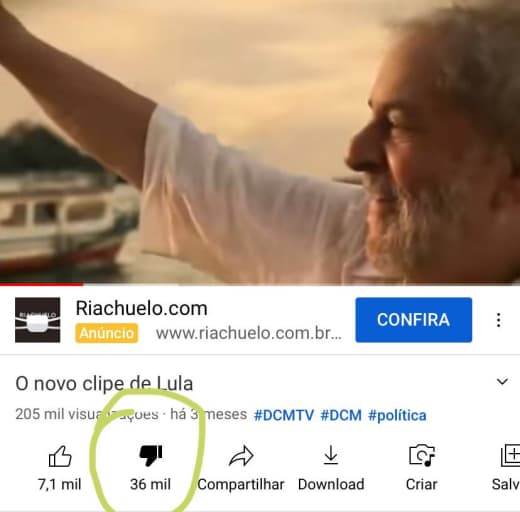 RIACHUELO
Riachuelo.com
Anúncio www.riachuelo.com.br...
CONFIRA
O novo clipe de Lula
205 mil visualizações · há 3 meses #DCMTV #DCM #política
7,1 mil 36 mil Compartilhar Download Criar Salv